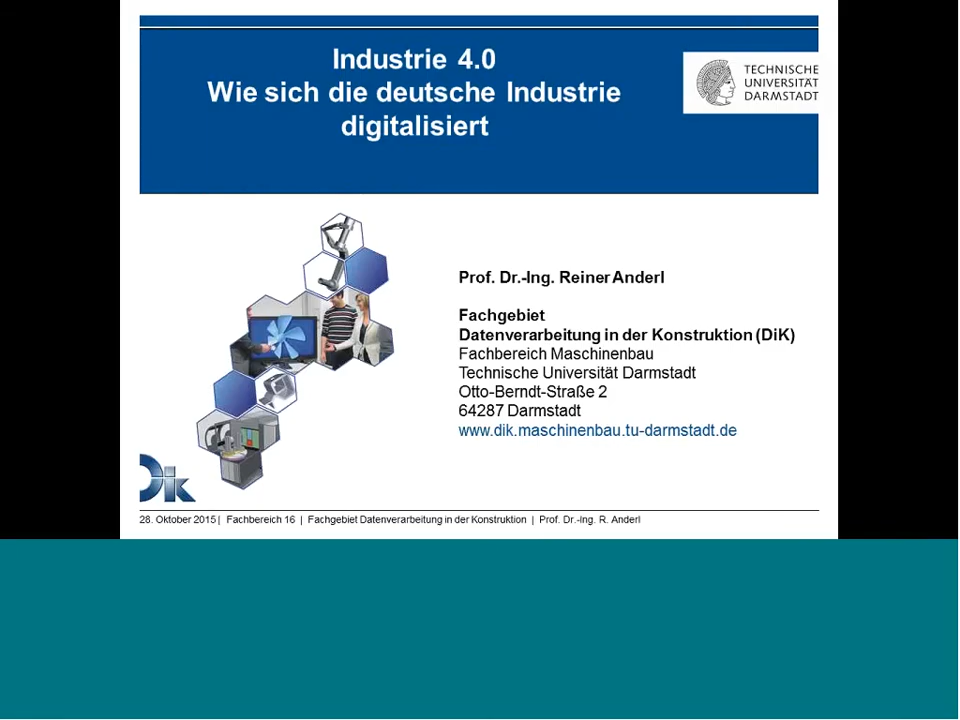 Industrie 4.0
Wie sich die deutsche Industrie
digitalisiert
TECHNISCHE
UNIVERSITÄT
DARMSTADT
Prof. Dr.-Ing. Reiner Anderl
Fachgebiet
Datenverarbeitung in der Konstruktion (DiK)
Fachbereich Maschinenbau
Technische Universität Darmstadt
Otto-Berndt-Straße 2
64287 Darmstadt
www.dik.maschinenbau.tu-darmstadt.de
DiK
28. Oktober 2015 | Fachbereich 16 | Fachgebiet Datenverarbeitung in der Konstruktion | Prof. Dr.-Ing. R. Anderl